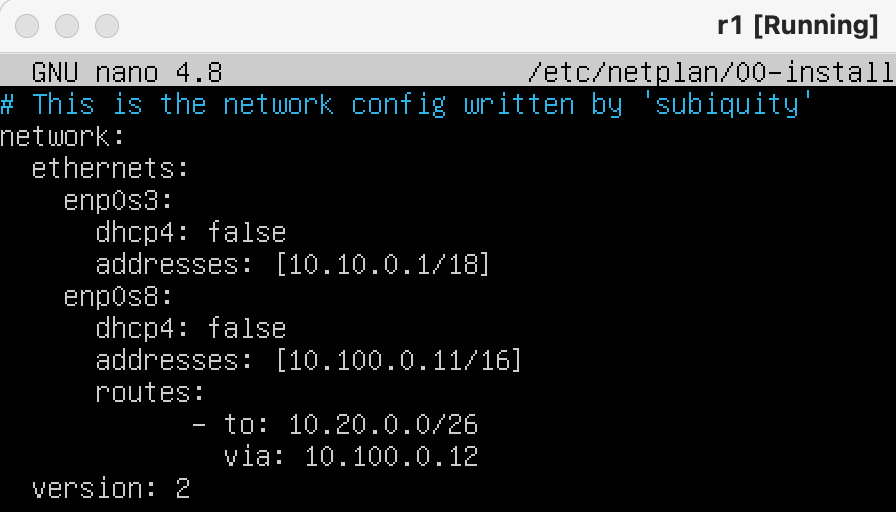 r1 [Running]
GNU nano 4.8 /etc/netplan/00-install
# This is the network config written by 'subiquity'
network:
  ethernets:
    enp0s3:
      dhcp4: false
      addresses: [10.10.0.1/18]
    enp0s8:
      dhcp4: false
      addresses: [10.100.0.11/16]
      routes:
            - to: 10.20.0.0/26
              via: 10.100.0.12
  version: 2